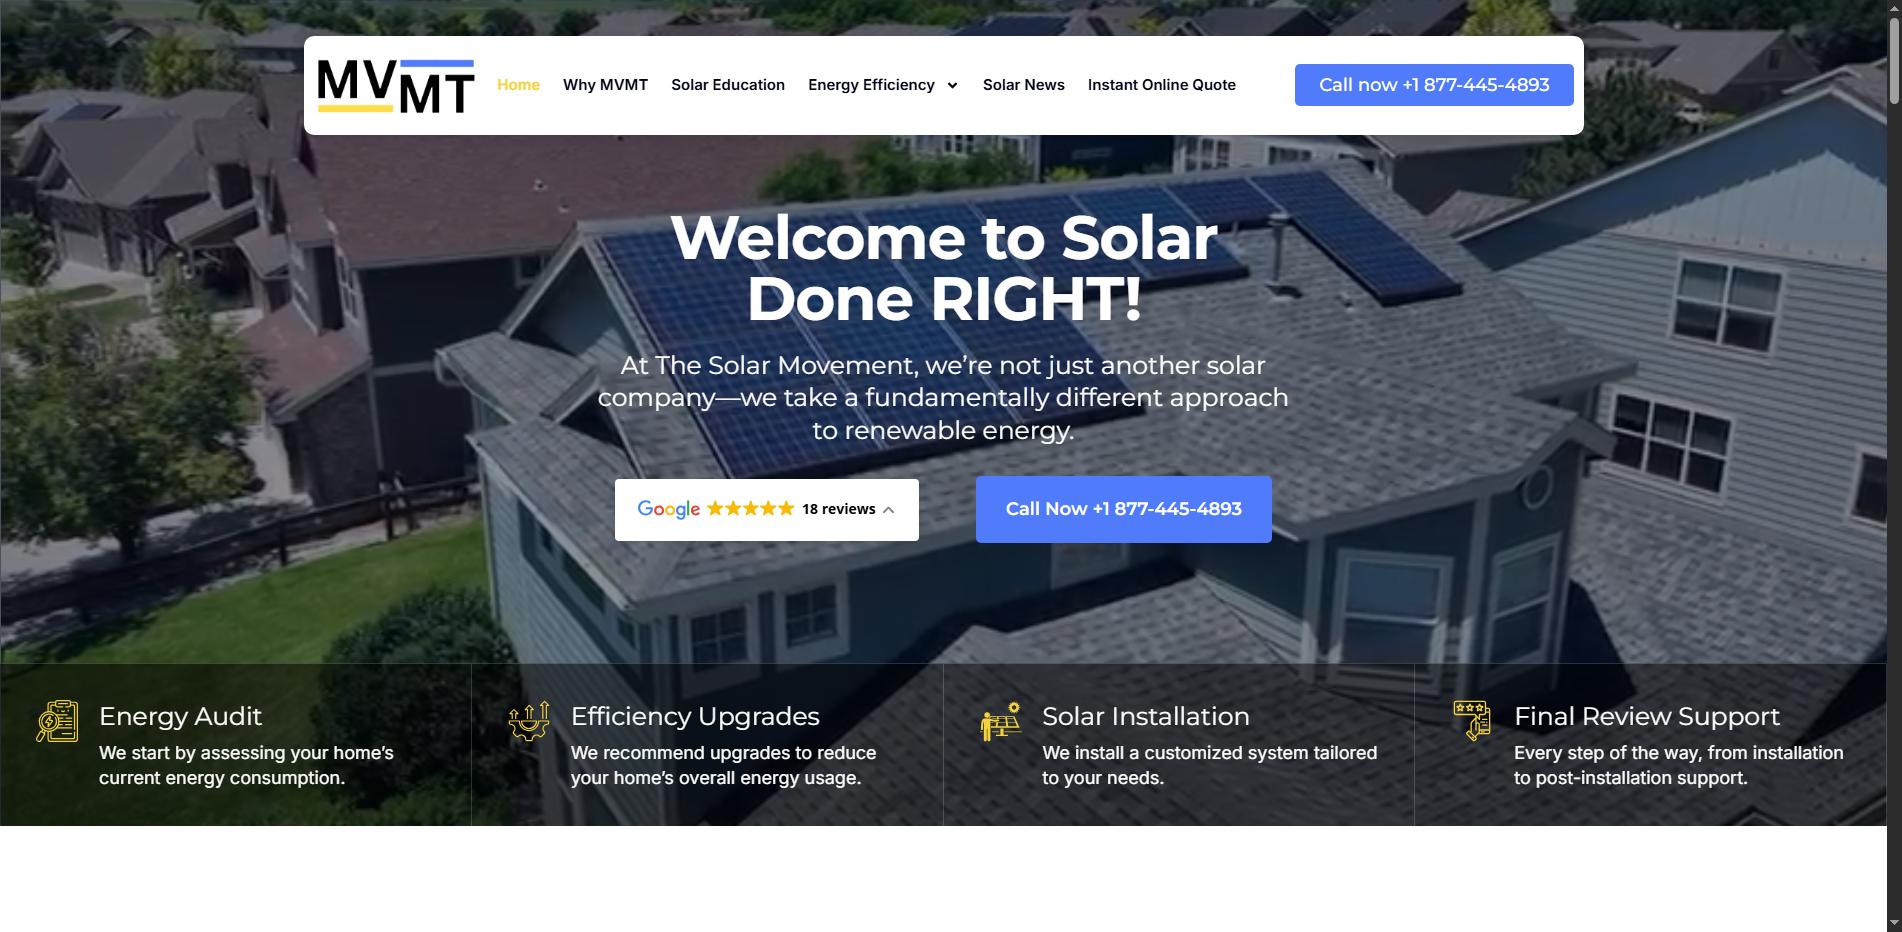 MVMT
Home
Why MVMT
Solar Education
Energy Efficiency
Solar News
Instant Online Quote
Call now +1 877-445-4893
Welcome to Solar
Done RIGHT!
At The Solar Movement, we’re not just another solar
company—we take a fundamentally different approach
to renewable energy.
Google 18 reviews
Call Now +1 877-445-4893
Energy Audit
We start by assessing your home’s
current energy consumption.
Efficiency Upgrades
We recommend upgrades to reduce
your home’s overall energy usage.
Solar Installation
We install a customized system tailored
to your needs.
Final Review Support
Every step of the way, from installation
to post-installation support.